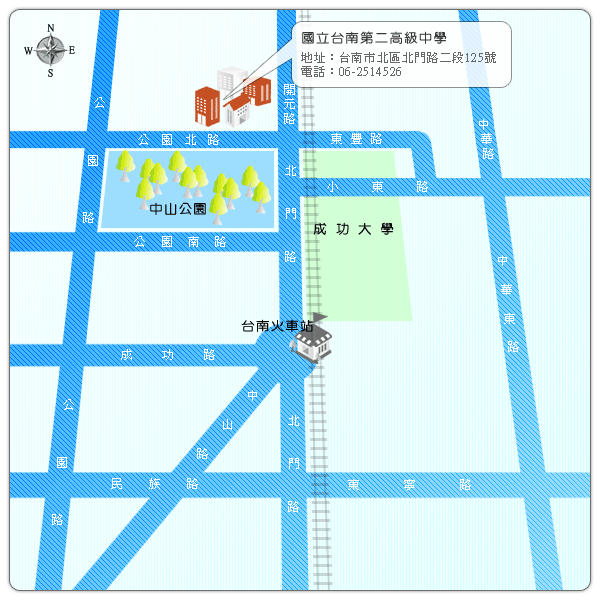 N
W E
S
國立台南第二高級中學
地址：台南市北區北門路二段125號
電話：06-2514526
公園路
開元路
公園北路
東豐路
中華路
北門路
小東路
中山公園
成功大學
公園南路
中華東路
台南火車站
成功路
中山路
公園路
北門路
民族路
東寧路